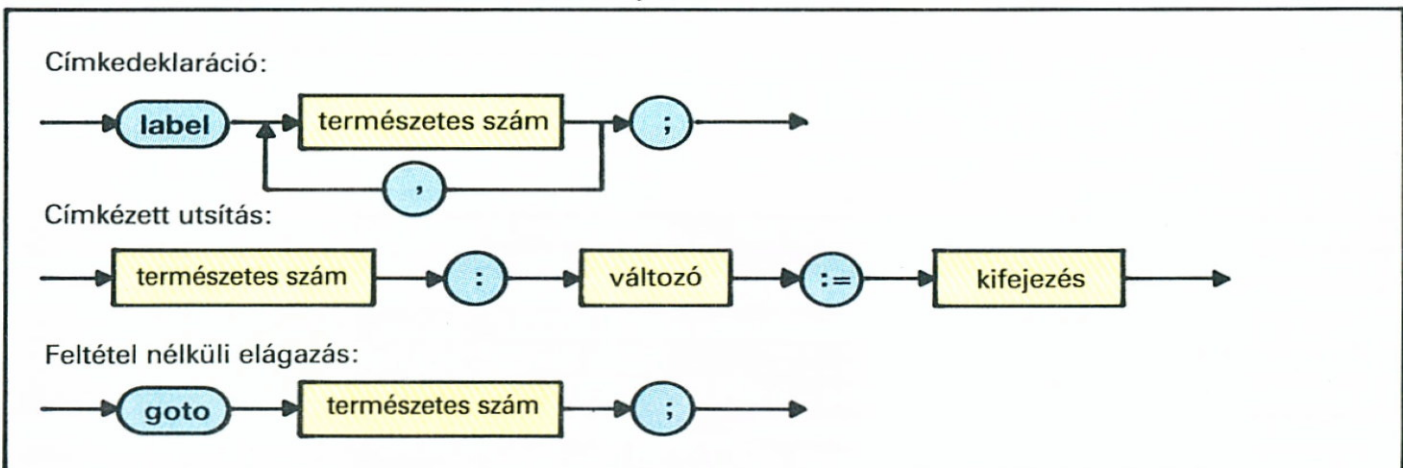 Címkedeklaráció:
label természetes szám ;
,
Címkézett utsítás:
természetes szám : változó := kifejezés
Feltétel nélküli elágazás:
goto természetes szám ;